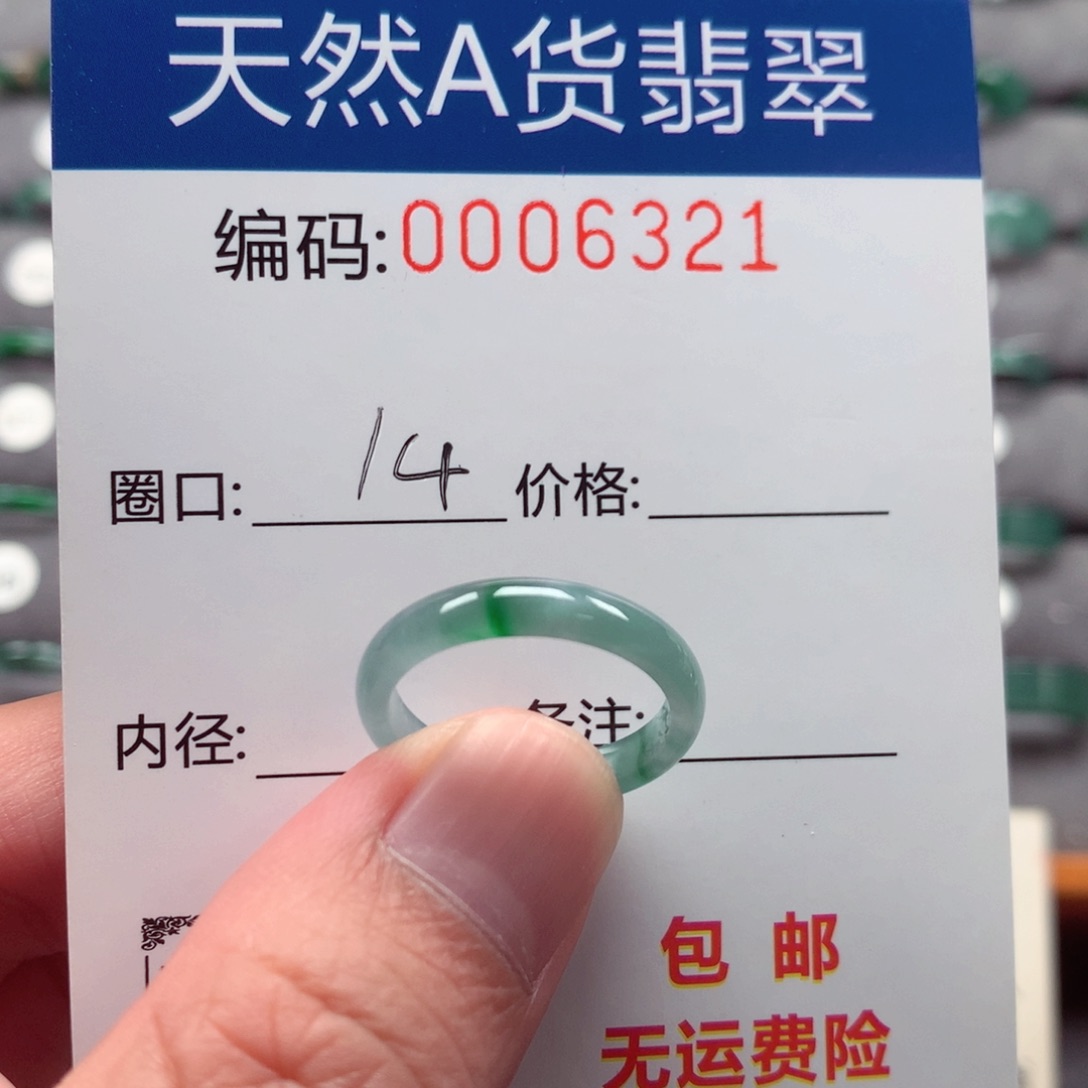 天然A货翡翠
编码:0006321
圈口: 14 价格:
内径: 备注:
包邮
无运费险